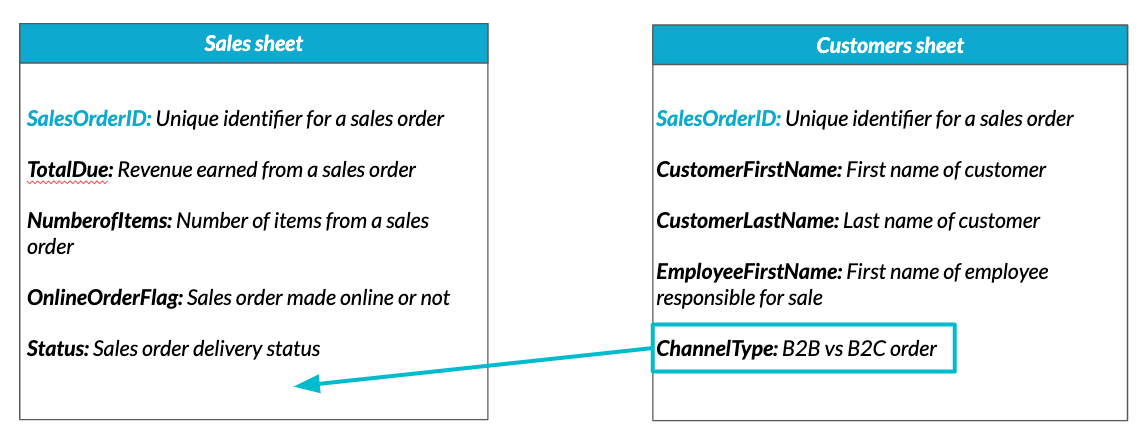 Sales sheet
SalesOrderID: Unique identifier for a sales order
TotalDue: Revenue earned from a sales order
NumberofItems: Number of items from a sales
order
OnlineOrderFlag: Sales order made online or not
Status: Sales order delivery status
Customers sheet
SalesOrderID: Unique identifier for a sales order
CustomerFirstName: First name of customer
CustomerLastName: Last name of customer
EmployeeFirstName: First name of employee
responsible for sale
ChannelType: B2B vs B2C order